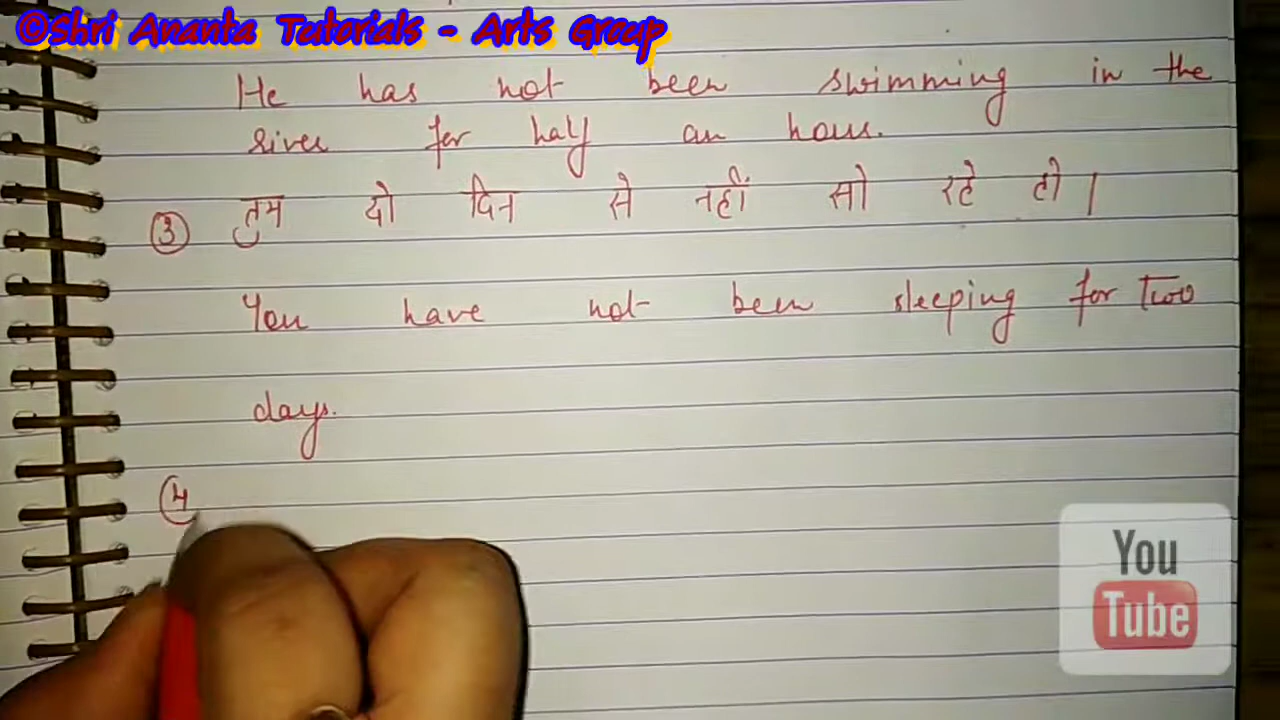 ©Shri Ananta Tutorials - Arts Group
He has not been swimming in the
river for half an hour.
③ तुम दो दिन से नहीं सो रहे हो ।
You have not been sleeping for Two
days.
④
You
Tube